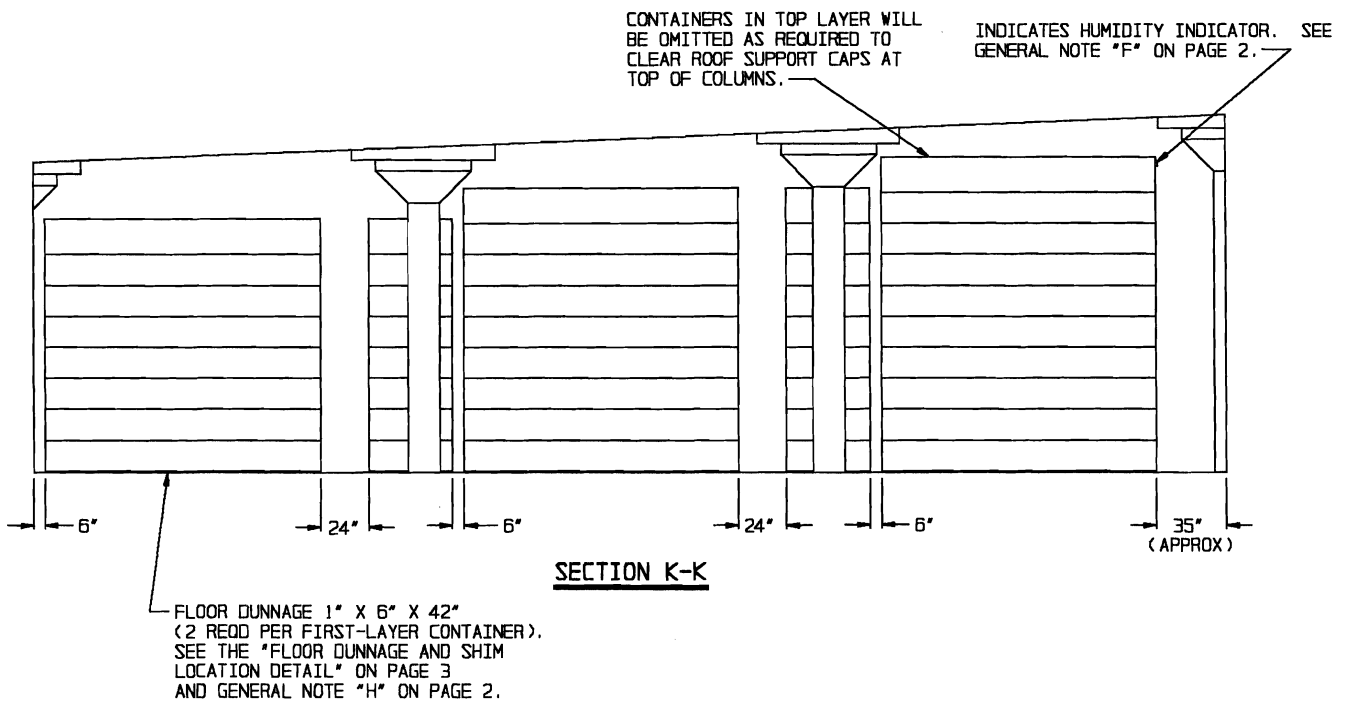 CONTAINERS IN TOP LAYER WILL
BE OMITTED AS REQUIRED TO
CLEAR ROOF SUPPORT CAPS AT
TOP OF COLUMNS.
INDICATES HUMIDITY INDICATOR. SEE
GENERAL NOTE "F" ON PAGE 2.
6"
24"
6"
24"
6"
35"
(APPROX)
SECTION K-K
FLOOR DUNNAGE 1" X 6" X 42"
(2 REQD PER FIRST-LAYER CONTAINER).
SEE THE "FLOOR DUNNAGE AND SHIM
LOCATION DETAIL" ON PAGE 3
AND GENERAL NOTE "H" ON PAGE 2.